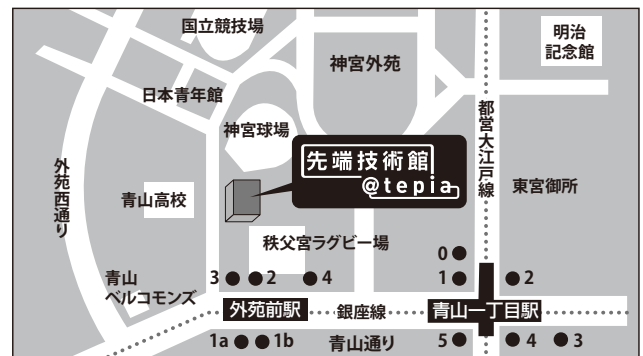 国立競技場
明治
記念館
神宮外苑
日本青年館
神宮球場
都営大江戸線
先端技術館
@tepia
外苑西通り
青山高校
東宮御所
秩父宮ラグビー場
0
青山
ベルコモンズ
3
2
4
1
2
外苑前駅
銀座線
青山一丁目駅
1a
1b
青山通り
5
4
3